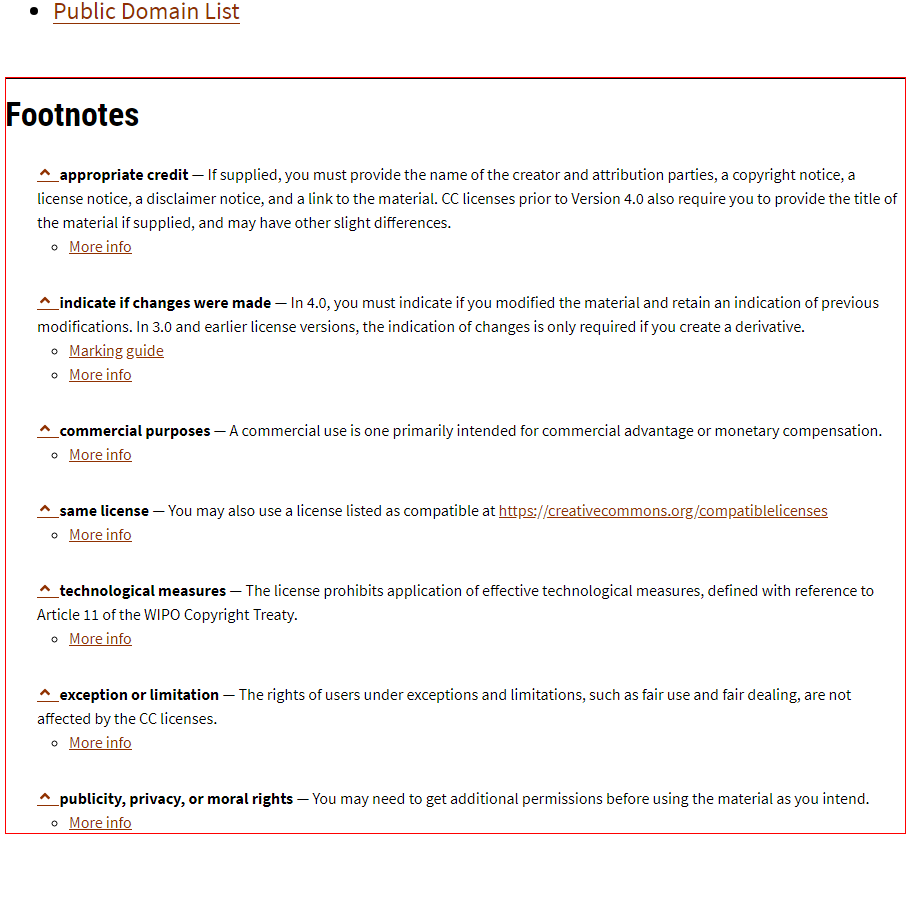 Public Domain List
Footnotes
^ appropriate credit — If supplied, you must provide the name of the creator and attribution parties, a copyright notice, a
license notice, a disclaimer notice, and a link to the material. CC licenses prior to Version 4.0 also require you to provide the title of
the material if supplied, and may have other slight differences.
More info
^ indicate if changes were made — In 4.0, you must indicate if you modified the material and retain an indication of previous
modifications. In 3.0 and earlier license versions, the indication of changes is only required if you create a derivative.
Marking guide
More info
^ commercial purposes — A commercial use is one primarily intended for commercial advantage or monetary compensation.
More info
^ same license — You may also use a license listed as compatible at https://creativecommons.org/compatiblelicenses
More info
^ technological measures — The license prohibits application of effective technological measures, defined with reference to
Article 11 of the WIPO Copyright Treaty.
More info
^ exception or limitation — The rights of users under exceptions and limitations, such as fair use and fair dealing, are not
affected by the CC licenses.
More info
^ publicity, privacy, or moral rights — You may need to get additional permissions before using the material as you intend.
More info